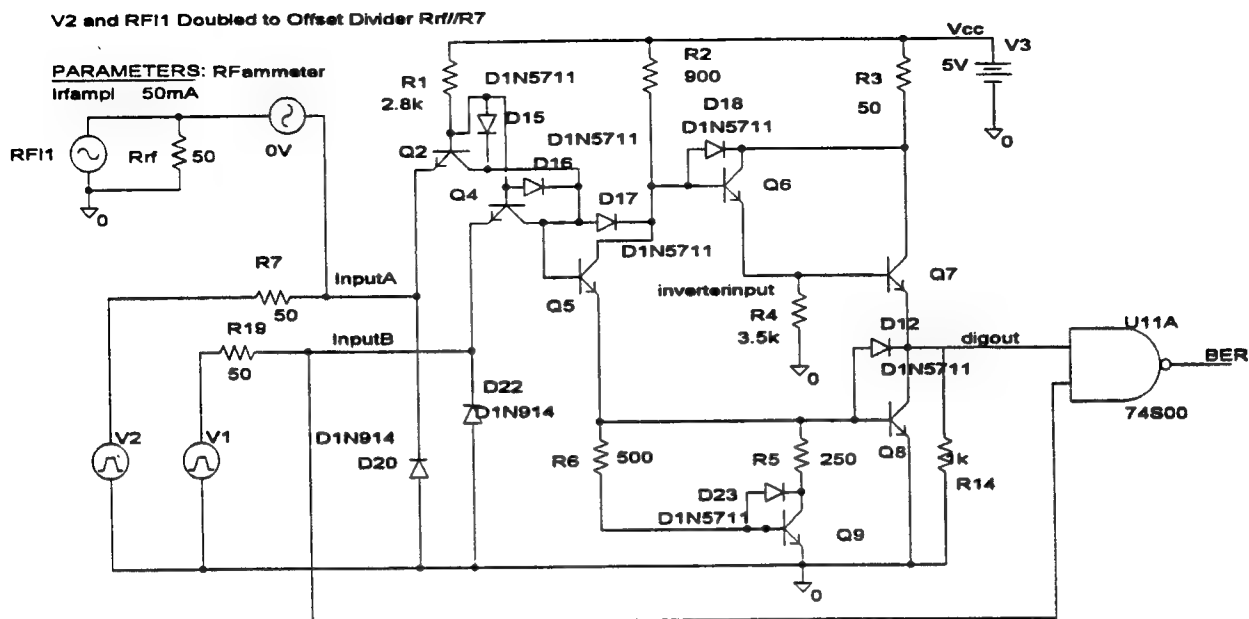 V2 and RFI1 Doubled to Offset Divider Rrf//R7
PARAMETERS: RFammeter
Irfampl 50mA
RFI1
Rrf
50
0V
0
R1
2.8k
D1N5711
D15
D1N5711
Q2
D16
Q4
D17
D1N5711
R2
900
D18
D1N5711
Q6
R3
50
Vcc
5V
V3
0
R7
50
InputA
R19
50
InputB
Q5
inverterinput
R4
3.5k
0
Q7
D12
D1N5711
digout
U11A
BER
74S00
D22
D1N914
V2
V1
D1N914
D20
R6
500
R5
250
Q8
1k
R14
D23
D1N5711
Q9
0